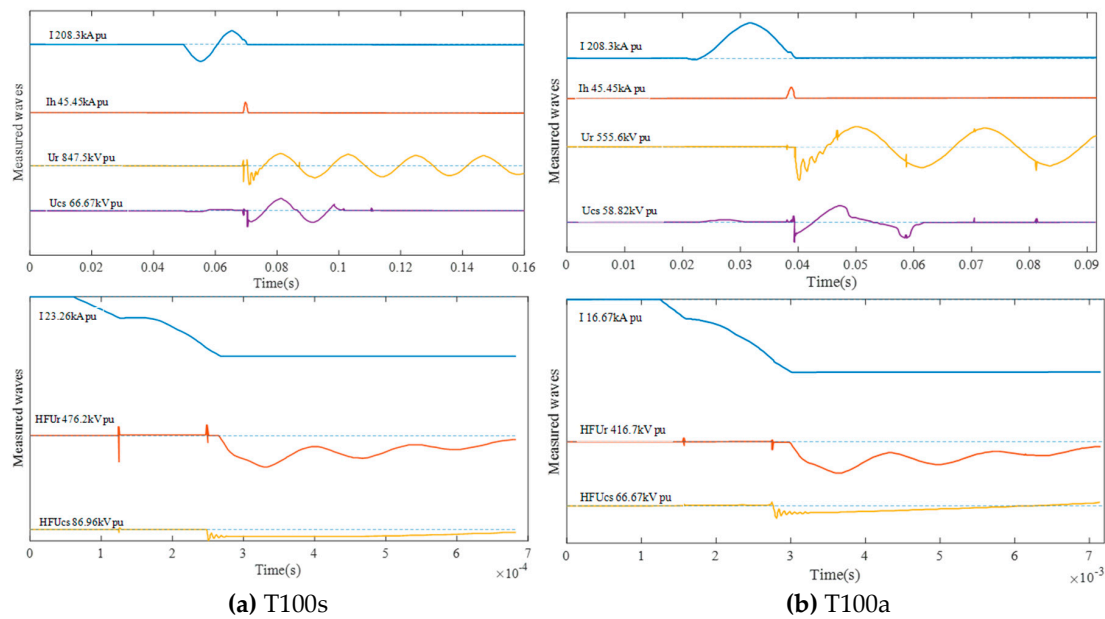 I 208.3kA pu
Ih 45.45kA pu
Ur 847.5kV pu
Ucs 66.67kV pu
Measured waves
0 0.02 0.04 0.06 0.08 0.1 0.12 0.14 0.16
Time(s)
I 208.3kA pu
Ih 45.45kA pu
Ur 555.6kV pu
Ucs 58.82kV pu
Measured waves
0 0.01 0.02 0.03 0.04 0.05 0.06 0.07 0.08 0.09
Time(s)
I 23.26kA pu
HFUr 476.2kV pu
HFUcs 86.96kV pu
Measured waves
0 1 2 3 4 5 6 7
Time(s)
×10⁻⁴
(a) T100s
I 16.67kA pu
HFUr 416.7kV pu
HFUcs 66.67kV pu
Measured waves
0 1 2 3 4 5 6 7
Time(s)
×10⁻³
(b) T100a